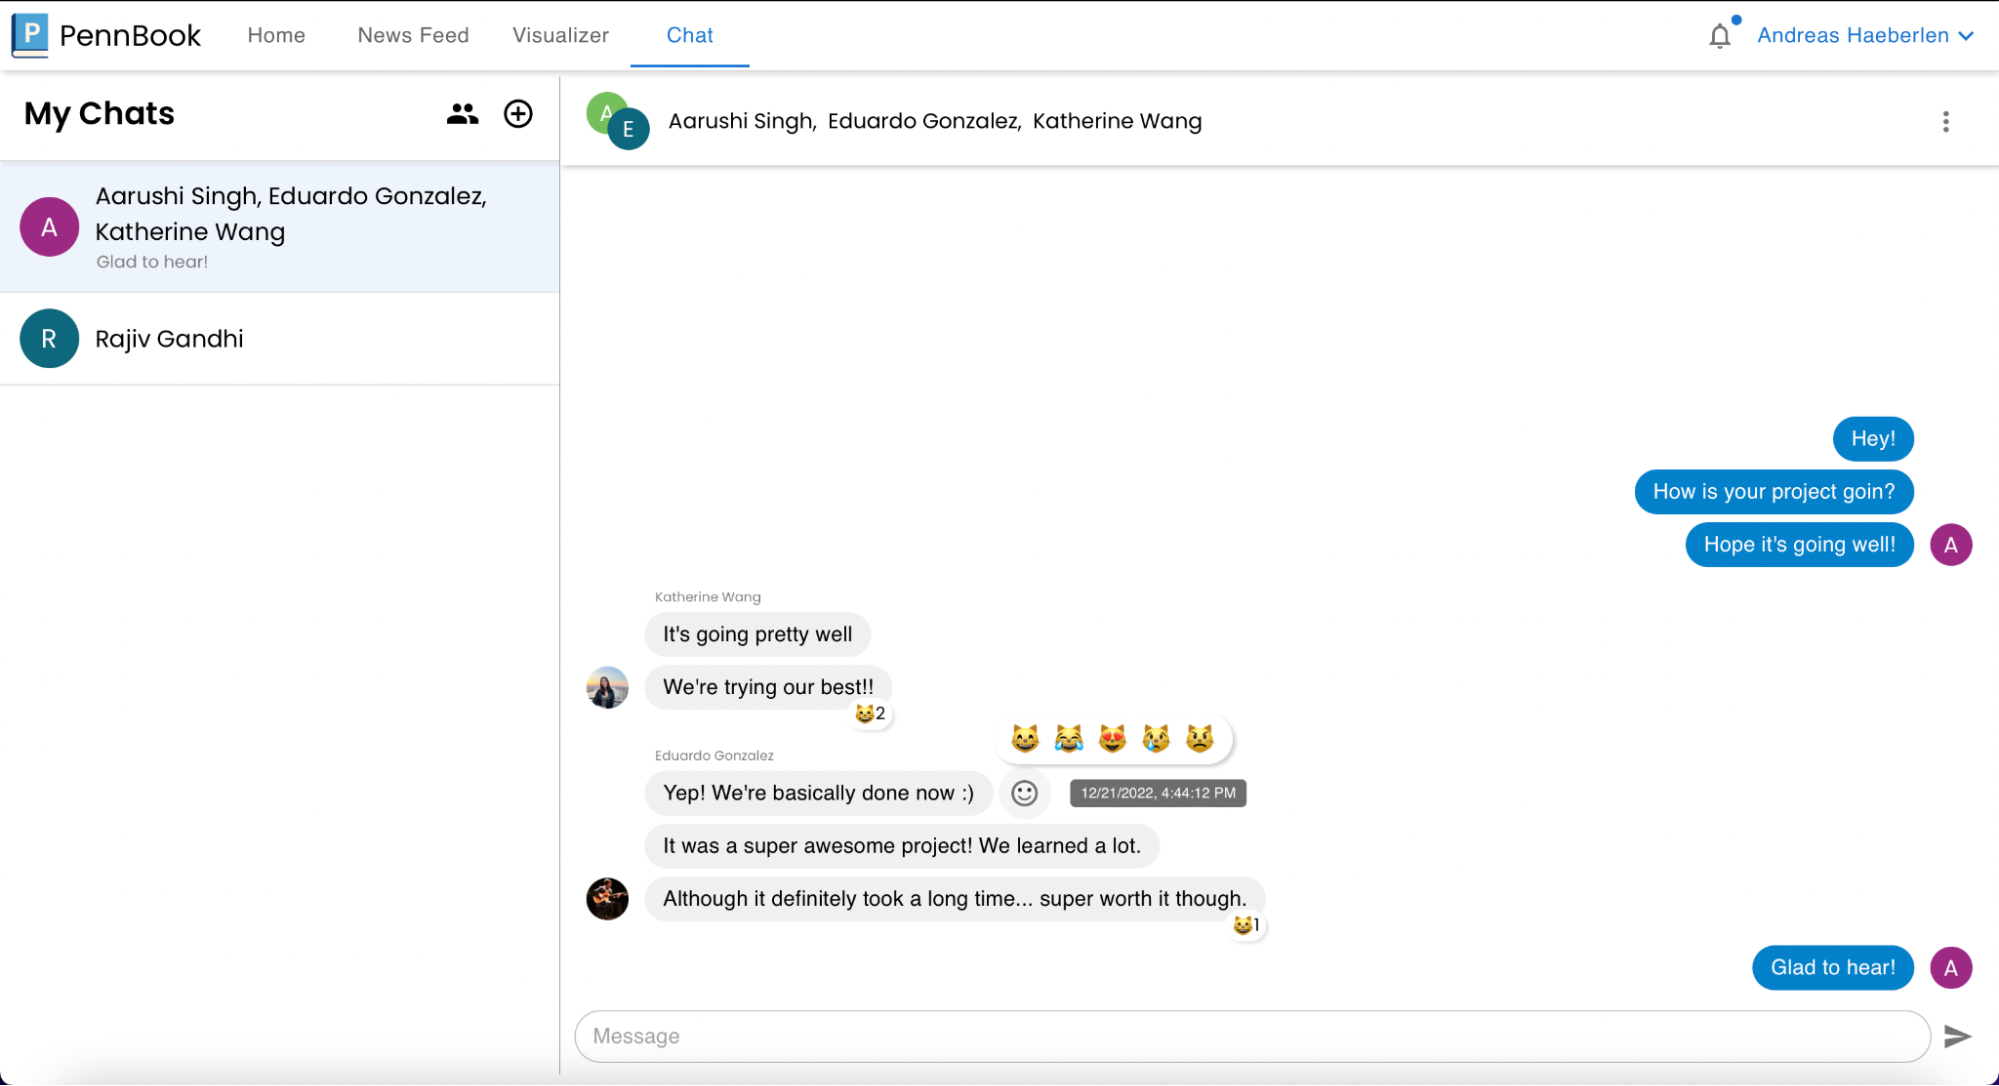 P PennBook Home News Feed Visualizer Chat Andreas Haeberlen
My Chats
A
Aarushi Singh, Eduardo Gonzalez,
Katherine Wang
Glad to hear!
R Rajiv Gandhi
A E Aarushi Singh, Eduardo Gonzalez, Katherine Wang
Hey!
How is your project goin?
Hope it's going well! A
Katherine Wang
It's going pretty well
We're trying our best!!
😸2
😸 😹 😻 😿 😾
Eduardo Gonzalez
Yep! We're basically done now :) 12/21/2022, 4:44:12 PM
It was a super awesome project! We learned a lot.
Although it definitely took a long time... super worth it though.
😸1
Glad to hear! A
Message